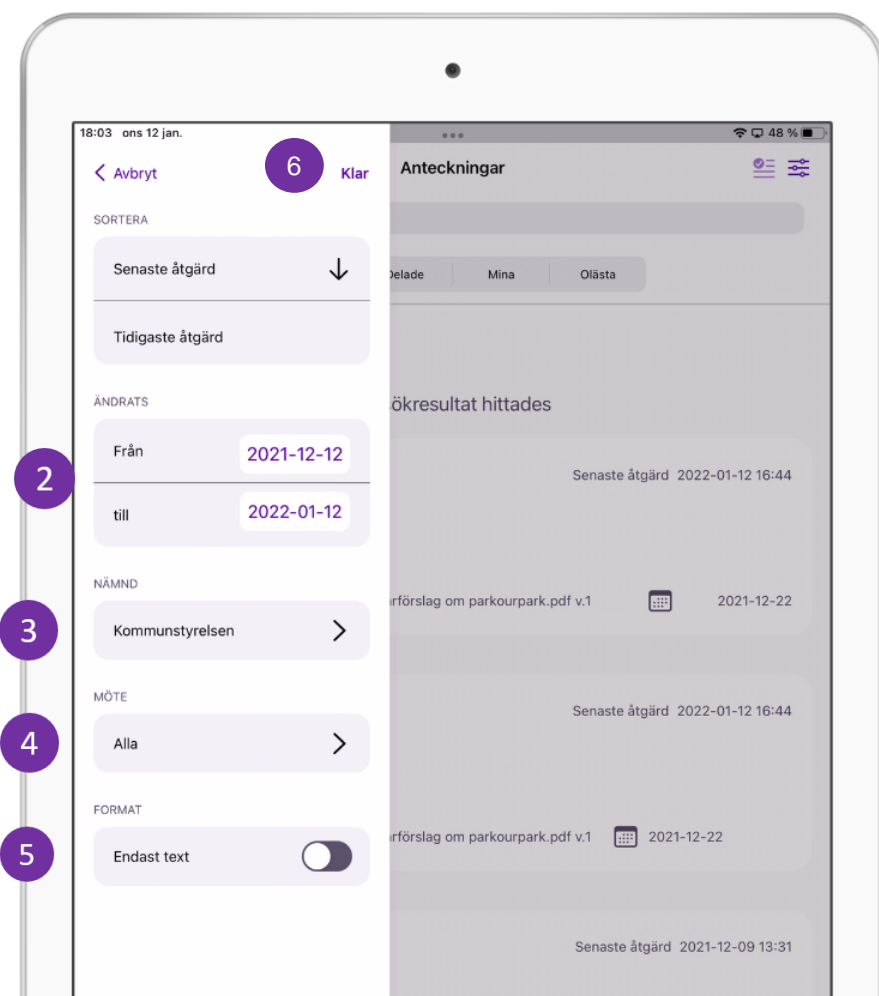 18:03 ons 12 jan.
48 %
6
Avbryt
Klar
Anteckningar
SORTERA
Senaste åtgärd
Mina
Olästa
Tidigaste åtgärd
ÄNDRATS
ökresultat hittades
Från
2021-12-12
2
Senaste åtgärd 2022-01-12 16:44
till
2022-01-12
NÄMND
rförslag om parkourpark.pdf v.1
2021-12-22
3
Kommunstyrelsen
MÖTE
Senaste åtgärd 2022-01-12 16:44
4
Alla
FORMAT
rförslag om parkourpark.pdf v.1
2021-12-22
5
Endast text
Senaste åtgärd 2021-12-09 13:31